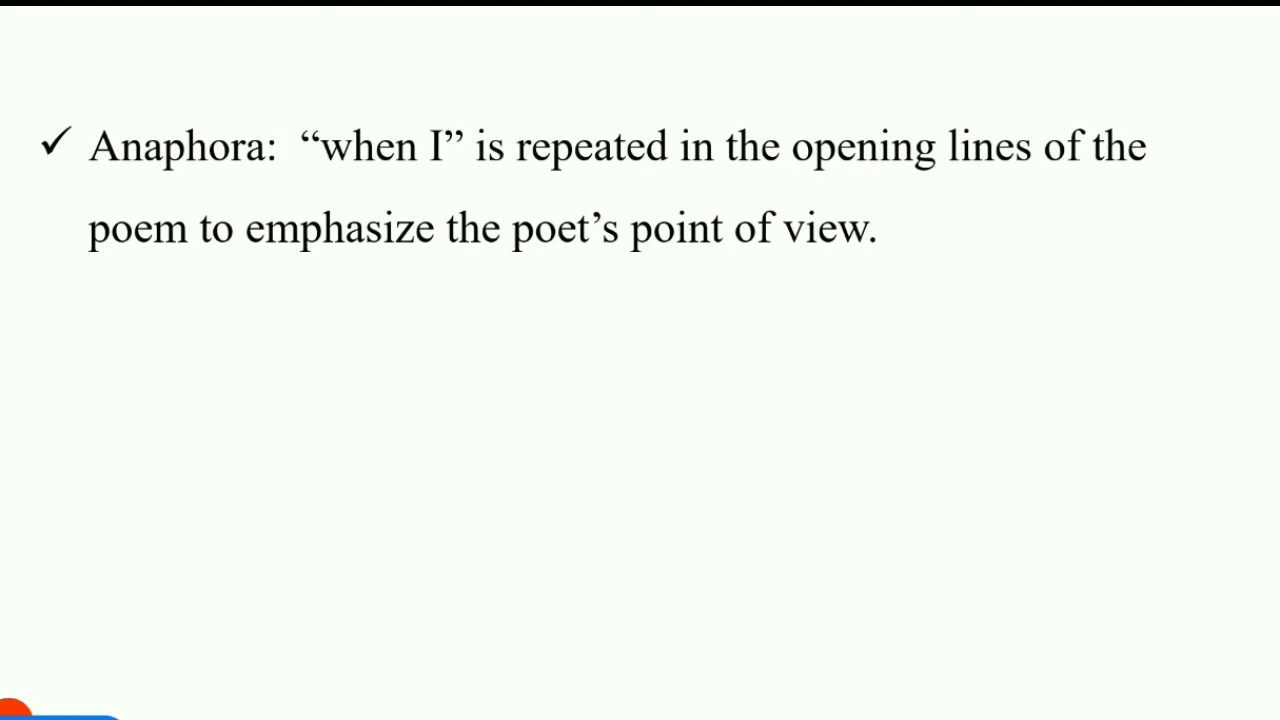 ✓ Anaphora: “when I” is repeated in the opening lines of the
poem to emphasize the poet’s point of view.